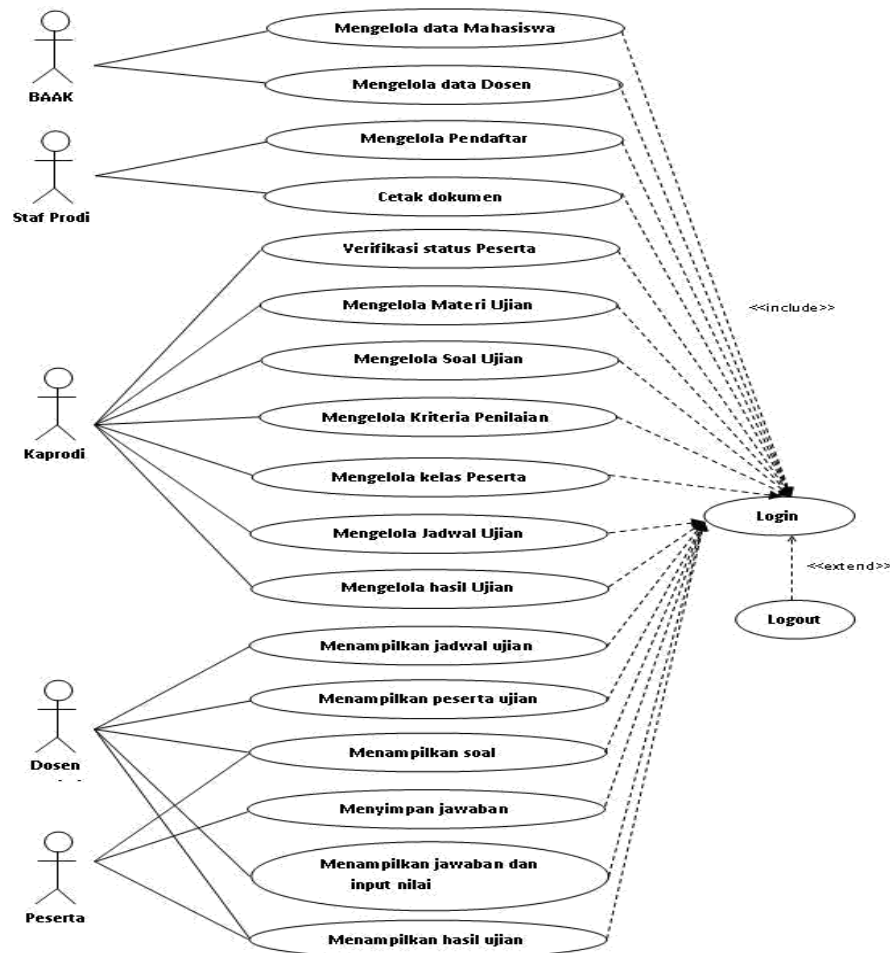 Mengelola data Mahasiswa
BAAK
Mengelola data Dosen
Mengelola Pendaftar
Staf Prodi
Cetak dokumen
Verifikasi status Peserta
Mengelola Materi Ujian
<<include>>
Mengelola Soal Ujian
Kaprodi
Mengelola Kriteria Penilaian
Mengelola kelas Peserta
Login
Mengelola Jadwal Ujian
<<extend>>
Mengelola hasil Ujian
Logout
Menampilkan jadwal ujian
Menampilkan peserta ujian
Dosen
Menampilkan soal
Menyimpan jawaban
Menampilkan jawaban dan
input nilai
Peserta
Menampilkan hasil ujian